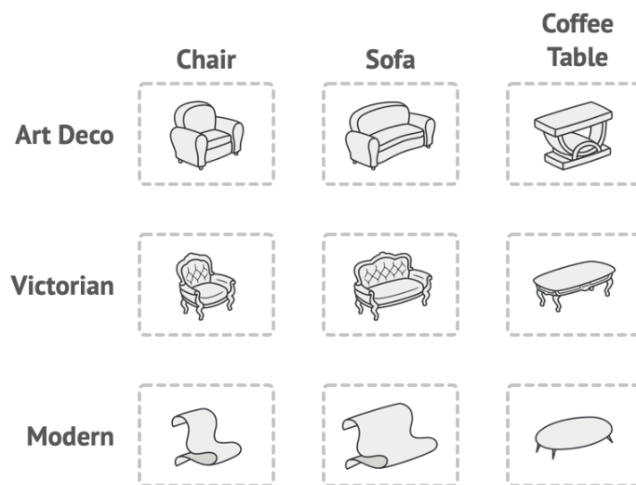 Chair
Sofa
Coffee
Table
Art Deco
Victorian
Modern